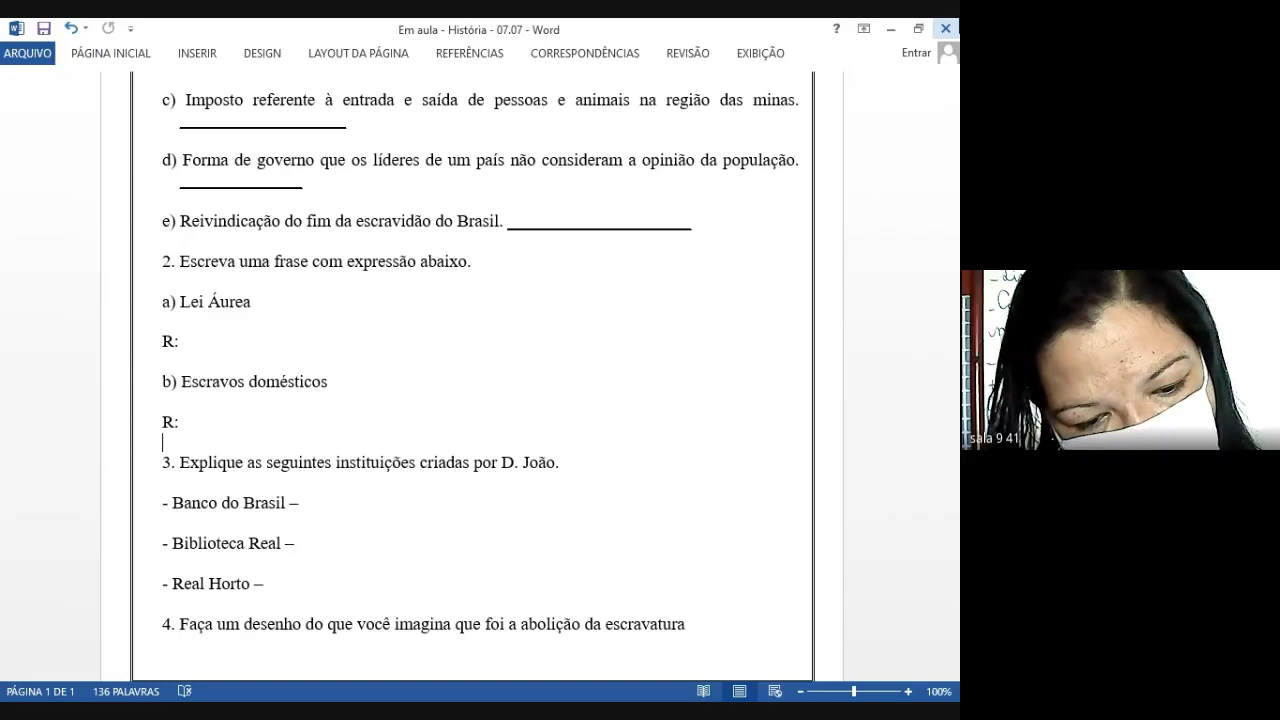 Em aula - História - 07.07 - Word
ARQUIVO PÁGINA INICIAL INSERIR DESIGN LAYOUT DA PÁGINA REFERÊNCIAS CORRESPONDÊNCIAS REVISÃO EXIBIÇÃO Entrar
c) Imposto referente à entrada e saída de pessoas e animais na região das minas.
d) Forma de governo que os líderes de um país não consideram a opinião da população.
e) Reivindicação do fim da escravidão do Brasil.
2. Escreva uma frase com expressão abaixo.
a) Lei Áurea
R:
b) Escravos domésticos
R:
3. Explique as seguintes instituições criadas por D. João.
- Banco do Brasil –
- Biblioteca Real –
- Real Horto –
4. Faça um desenho do que você imagina que foi a abolição da escravatura
PÁGINA 1 DE 1 136 PALAVRAS 100%
sala 9 41